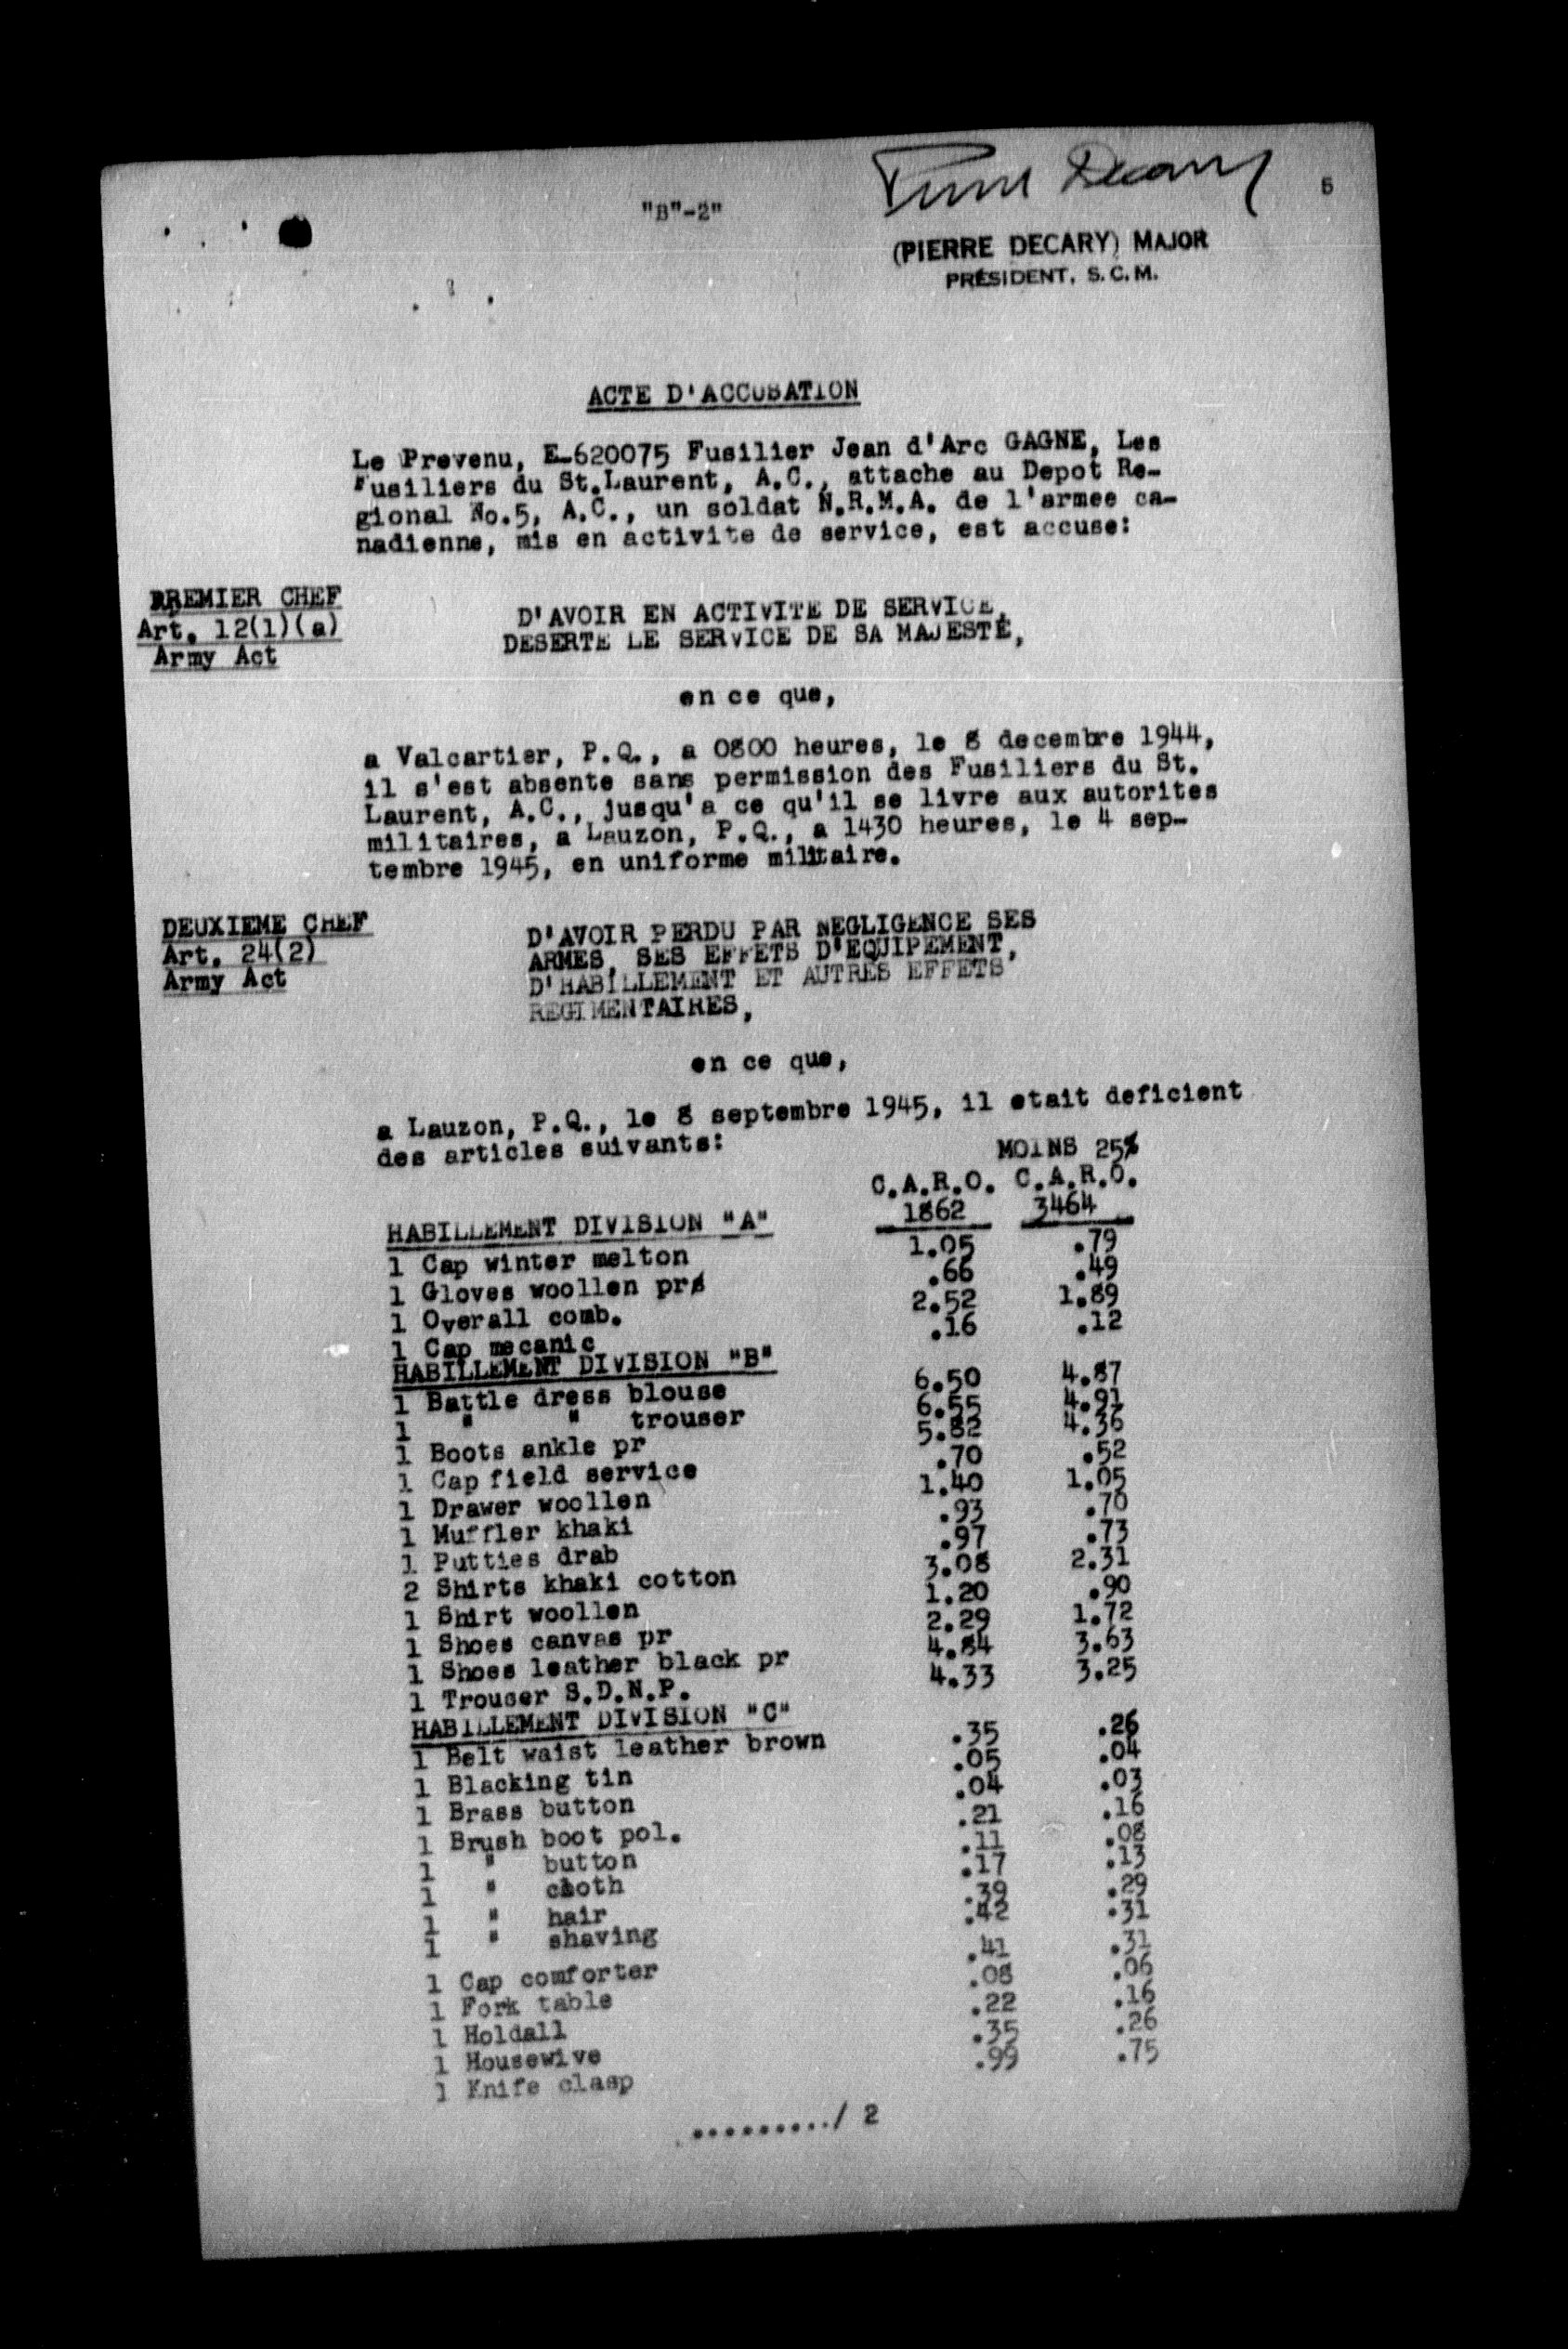 Pierre Decary
5
"B"-2"
(PIERRE DECARY) MAJOR
PRÉSIDENT, S.C.M.
ACTE D'ACCUSATION
Le Prevenu, E-620075 Fusilier Jean d'Arc GAGNE, Les
Fusiliers du St.Laurent, A.C., attache au Depot Re-
gional No.5, A.C., un soldat N.R.M.A. de l'armee ca-
nadienne, mis en activite de service, est accuse:
PREMIER CHEF
Art. 12(1)(a)
Army Act
D'AVOIR EN ACTIVITE DE SERVICE,
DESERTE LE SERVICE DE SA MAJESTE,
en ce que,
a Valcartier, P.Q., a 0800 heures, le 8 decembre 1944,
il s'est absente sans permission des Fusiliers du St.
Laurent, A.C., jusqu'a ce qu'il se livre aux autorites
militaires, a Lauzon, P.Q., a 1430 heures, le 4 sep-
tembre 1945, en uniforme militaire.
DEUXIEME CHEF
Art. 24(2)
Army Act
D'AVOIR PERDU PAR NEGLIGENCE SES
ARMES, SES EFFETS D'EQUIPEMENT,
D'HABILLEMENT ET AUTRES EFFETS
REGIMENTAIRES,
en ce que,
a Lauzon, P.Q., le 8 septembre 1945, il etait deficient
des articles suivants:
MOINS 25%
C.A.R.O. C.A.R.O.
1862 3464
HABILLEMENT DIVISION "A"
1 Cap winter melton 1.05 .79
1 Gloves woollen prs .66 .49
1 Overall comb. 2.52 1.89
1 Cap mecanic .16 .12
HABILLEMENT DIVISION "B"
1 Battle dress blouse 6.50 4.87
1 " " trouser 6.55 4.91
1 Boots ankle pr 5.82 4.36
1 Cap field service .70 .52
1 Drawer woollen 1.40 1.05
1 Muffler khaki .93 .70
1 Putties drab .97 .73
2 Shirts khaki cotton 3.08 2.31
1 Shirt woollen 1.20 .90
1 Shoes canvas pr 2.29 1.72
1 Shoes leather black pr 4.84 3.63
1 Trouser S.D.N.P. 4.33 3.25
HABILLEMENT DIVISION "C"
1 Belt waist leather brown .35 .26
1 Blacking tin .05 .04
1 Brass button .04 .03
1 Brush boot pol. .21 .16
1 " button .11 .08
1 " cloth .17 .13
1 " hair .39 .29
1 " shaving .42 .31
1 Cap comforter .41 .31
1 Fork table .08 .06
1 Holdall .22 .16
1 Housewive .35 .26
1 Knife clasp .99 .75
........./ 2